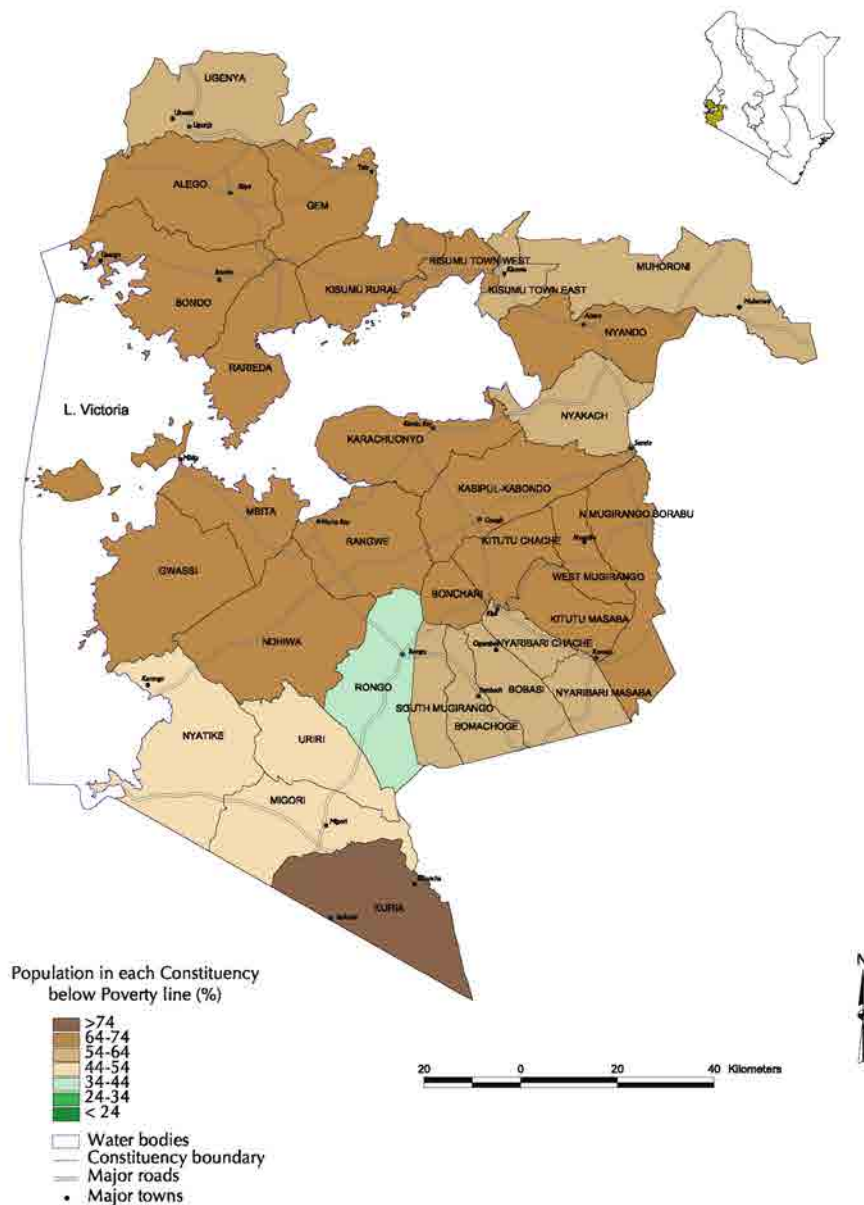 UGENYA
ALEGO
GEM
KISUMU TOWN WEST
MUHORONI
KISUMU RURAL
KISUMU TOWN EAST
BONDO
NYANDO
RARIEDA
L. Victoria
NYAKACH
KARACHUONYO
KASIPUL-KABONDO
MBITA
N MUGIRANGO BORABU
RANGWE
KITUTU CHACHE
GWASSI
WEST MUGIRANGO
BONCHARI
KITUTU MASABA
NDHIWA
NYARIBARI CHACHE
RONGO
BOBASI
NYARIBARI MASABA
SOUTH MUGIRANGO
BOMACHOGE
NYATIKE
URIRI
MIGORI
Migori
KURIA
Population in each Constituency
below Poverty line (%)
>74
64-74
54-64
44-54
34-44
24-34
< 24
Water bodies
Constituency boundary
Major roads
Major towns
20 0 20 40 Kilometers
N